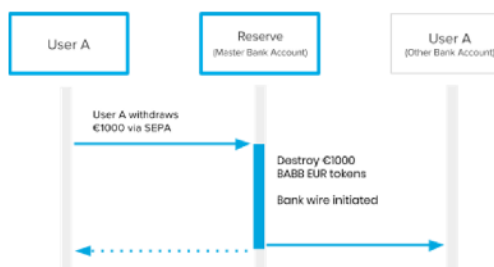 User A
Reserve
(Master Bank Account)
User A
(Other Bank Account)
User A withdraws
€1000 via SEPA
Destroy €1000
BABB EUR tokens
Bank wire initiated